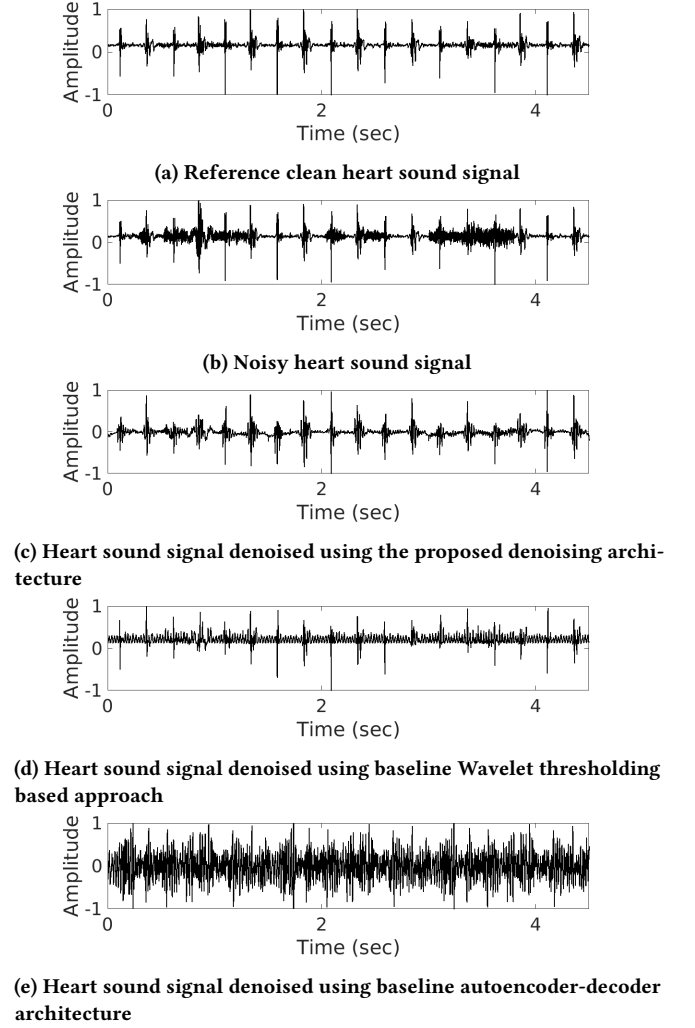 1
0
-1
Amplitude
0
2
4
Time (sec)
(a) Reference clean heart sound signal
1
0
-1
Amplitude
0
2
4
Time (sec)
(b) Noisy heart sound signal
1
0
-1
Amplitude
0
2
4
Time (sec)
(c) Heart sound signal denoised using the proposed denoising archi-
tecture
1
0
-1
Amplitude
0
2
4
Time (sec)
(d) Heart sound signal denoised using baseline Wavelet thresholding
based approach
1
0
-1
Amplitude
0
2
4
Time (sec)
(e) Heart sound signal denoised using baseline autoencoder-decoder
architecture